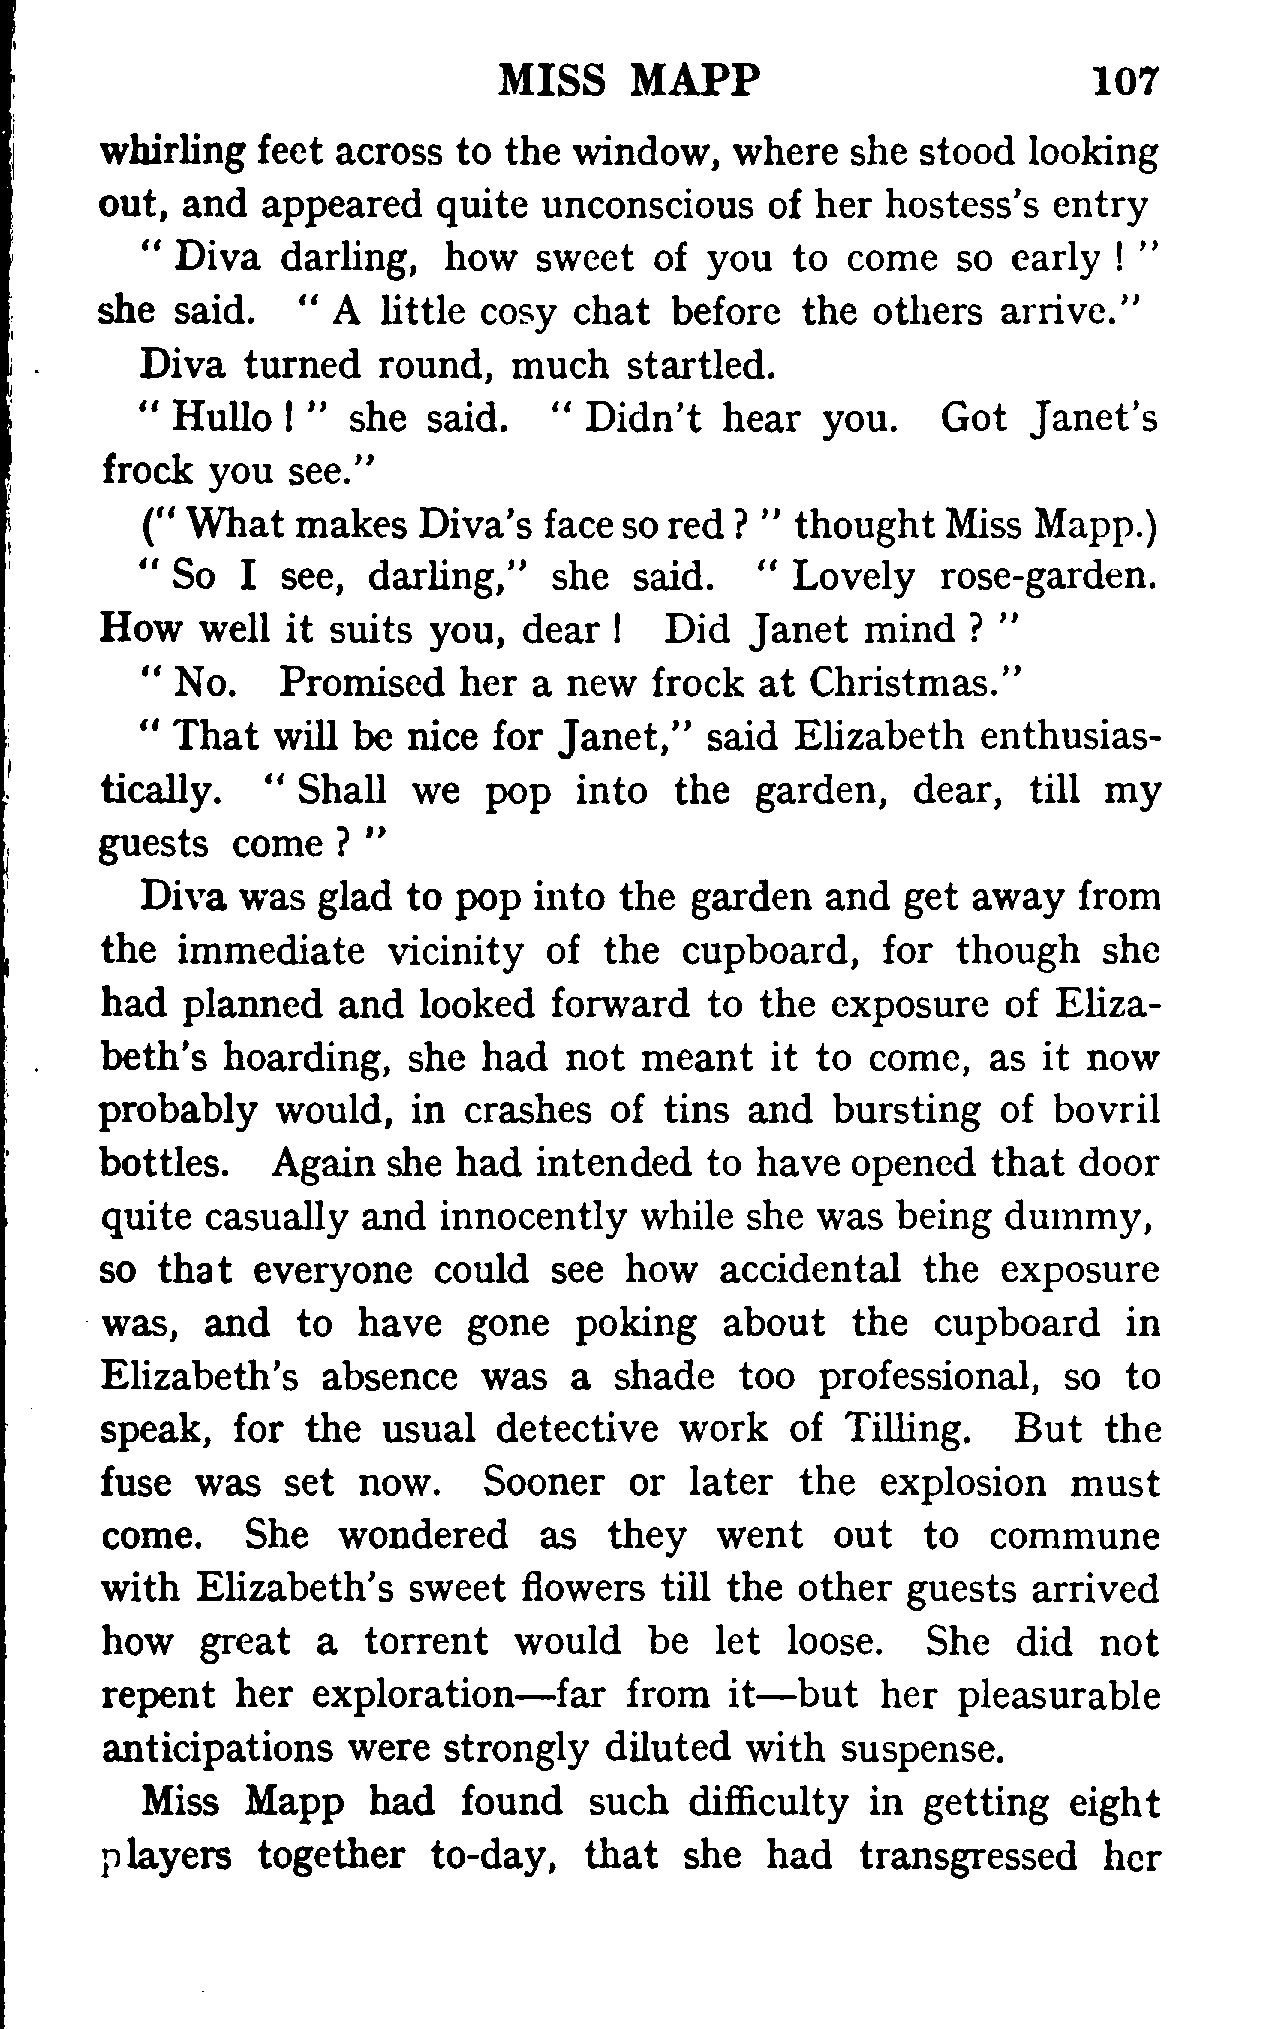 MISS MAPP 107
whirling feet across to the window, where she stood looking
out, and appeared quite unconscious of her hostess's entry
" Diva darling, how sweet of you to come so early ! "
she said. " A little cosy chat before the others arrive."
Diva turned round, much startled.
" Hullo ! " she said. " Didn't hear you. Got Janet's
frock you see."
(" What makes Diva's face so red ? " thought Miss Mapp.)
" So I see, darling," she said. " Lovely rose-garden.
How well it suits you, dear ! Did Janet mind ? "
" No. Promised her a new frock at Christmas."
" That will be nice for Janet," said Elizabeth enthusias-
tically. " Shall we pop into the garden, dear, till my
guests come ? "
Diva was glad to pop into the garden and get away from
the immediate vicinity of the cupboard, for though she
had planned and looked forward to the exposure of Eliza-
beth's hoarding, she had not meant it to come, as it now
probably would, in crashes of tins and bursting of bovril
bottles. Again she had intended to have opened that door
quite casually and innocently while she was being dummy,
so that everyone could see how accidental the exposure
was, and to have gone poking about the cupboard in
Elizabeth's absence was a shade too professional, so to
speak, for the usual detective work of Tilling. But the
fuse was set now. Sooner or later the explosion must
come. She wondered as they went out to commune
with Elizabeth's sweet flowers till the other guests arrived
how great a torrent would be let loose. She did not
repent her exploration—far from it—but her pleasurable
anticipations were strongly diluted with suspense.
Miss Mapp had found such difficulty in getting eight
players together to-day, that she had transgressed her